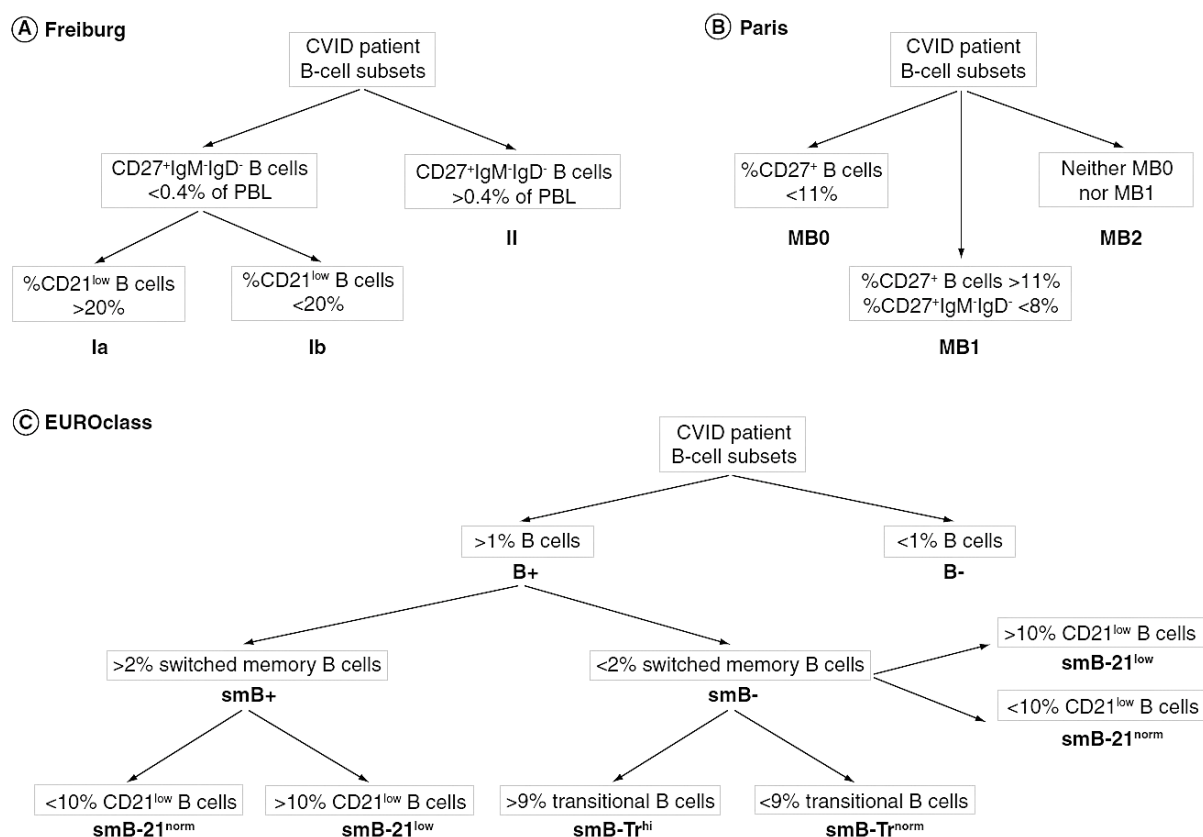 A Freiburg
CVID patient
B-cell subsets
CD27⁺IgM⁻IgD⁻ B cells
<0.4% of PBL
CD27⁺IgM⁻IgD⁻ B cells
>0.4% of PBL
II
%CD21ˡᵒʷ B cells
>20%
Ia
%CD21ˡᵒʷ B cells
<20%
Ib
B Paris
CVID patient
B-cell subsets
%CD27⁺ B cells
<11%
MB0
Neither MB0
nor MB1
MB2
%CD27⁺ B cells >11%
%CD27⁺IgM⁻IgD⁻ <8%
MB1
C EUROclass
CVID patient
B-cell subsets
>1% B cells
B+
<1% B cells
B-
>2% switched memory B cells
smB+
<2% switched memory B cells
smB-
>10% CD21ˡᵒʷ B cells
smB-21ˡᵒʷ
<10% CD21ˡᵒʷ B cells
smB-21ⁿᵒʳᵐ
<10% CD21ˡᵒʷ B cells
smB-21ⁿᵒʳᵐ
>10% CD21ˡᵒʷ B cells
smB-21ˡᵒʷ
>9% transitional B cells
smB-Trʰⁱ
<9% transitional B cells
smB-Trⁿᵒʳᵐ